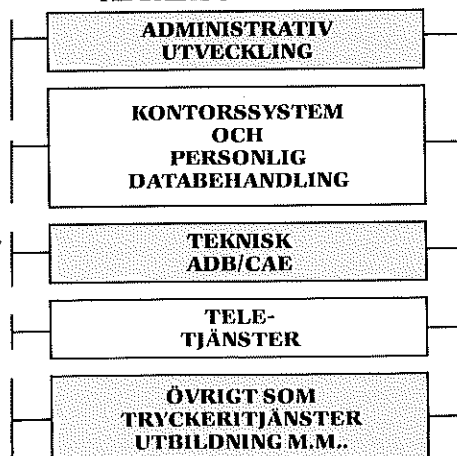 ADMINISTRATIV
UTVECKLING
KONTORSSYSTEM
OCH
PERSONLIG
DATABEHANDLING
TEKNISK
ADB/CAE
TELE-
TJÄNSTER
ÖVRIGT SOM
TRYCKERITJÄNSTER
UTBILDNING M.M..